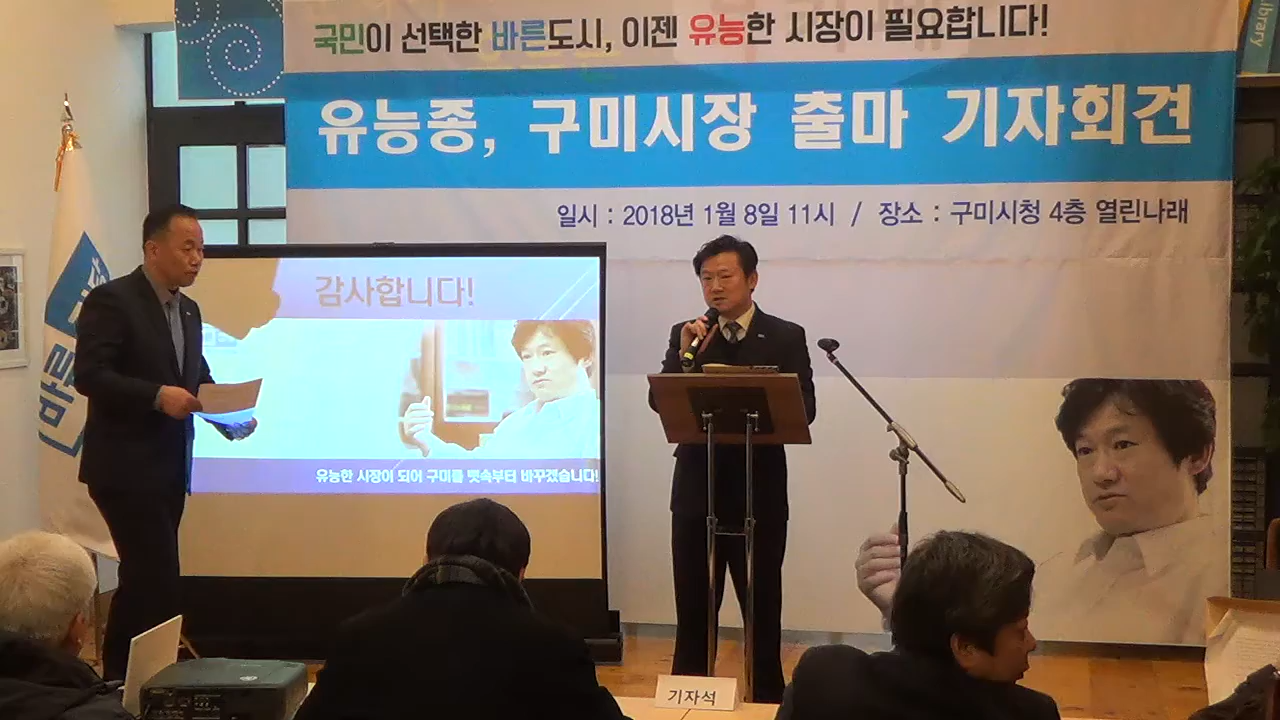 국민이 선택한 바른도시, 이젠 유능한 시장이 필요합니다!
유능종, 구미시장 출마 기자회견
일시 : 2018년 1월 8일 11시 / 장소 : 구미시청 4층 열린나래
감사합니다!
유능한 시장이 되어 구미를 뼛속부터 바꾸겠습니다!
기자석